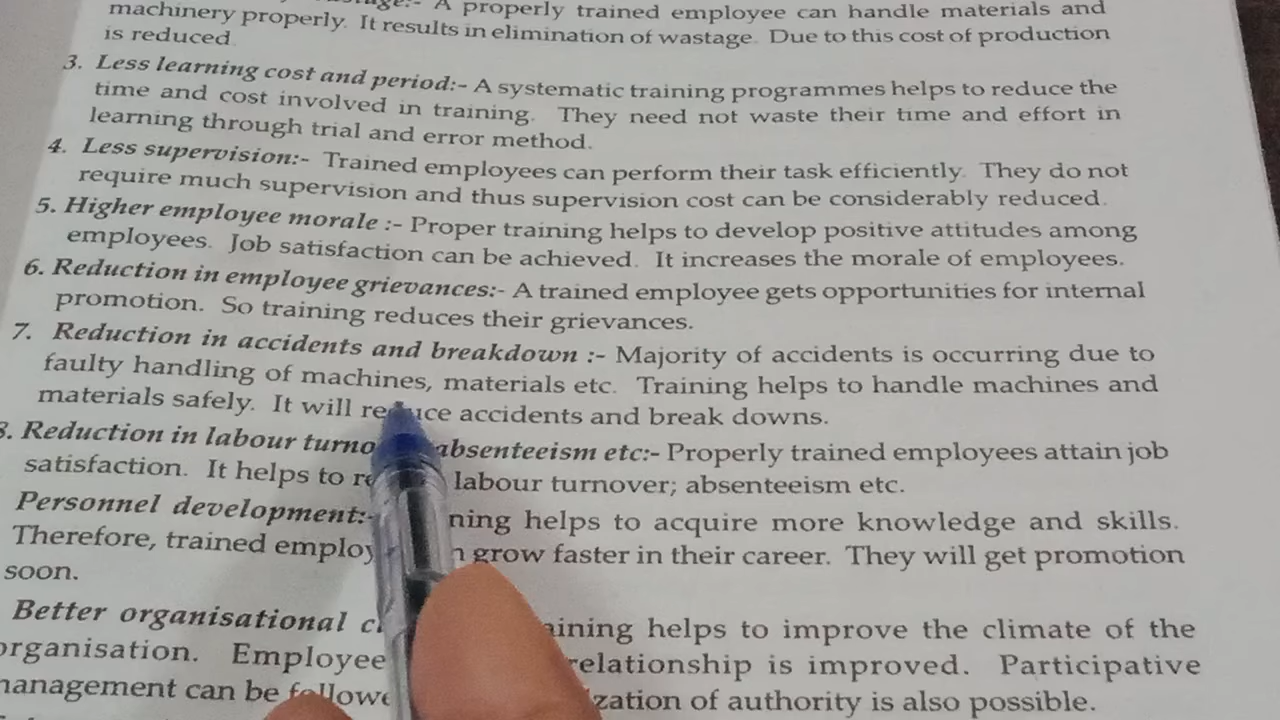 A properly trained employee can handle materials and
machinery properly. It results in elimination of wastage. Due to this cost of production
is reduced.
3. Less learning cost and period:- A systematic training programmes helps to reduce the
time and cost involved in training. They need not waste their time and effort in
learning through trial and error method.
4. Less supervision:- Trained employees can perform their task efficiently. They do not
require much supervision and thus supervision cost can be considerably reduced.
5. Higher employee morale :- Proper training helps to develop positive attitudes among
employees. Job satisfaction can be achieved. It increases the morale of employees.
6. Reduction in employee grievances:- A trained employee gets opportunities for internal
promotion. So training reduces their grievances.
7. Reduction in accidents and breakdown :- Majority of accidents is occurring due to
faulty handling of machines, materials etc. Training helps to handle machines and
materials safely. It will reduce accidents and break downs.
8. Reduction in labour absenteeism etc:- Properly trained employees attain job
satisfaction. It helps to labour turnover; absenteeism etc.
Personnel development:- helps to acquire more knowledge and skills.
Therefore, trained grow faster in their career. They will get promotion
soon.
Better organisational helps to improve the climate of the
organisation. relationship is improved. Participative
management can be of authority is also possible.